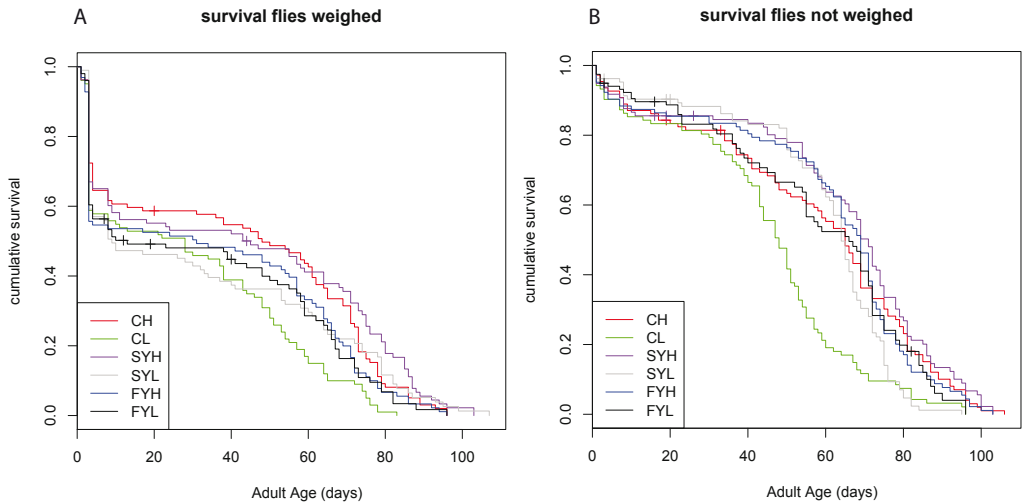 A
survival flies weighed
cumulative survival
1.0
0.8
0.6
0.4
0.2
0.0
CH
CL
SYH
SYL
FYH
FYL
0 20 40 60 80 100
Adult Age (days)
B
survival flies not weighed
cumulative survival
1.0
0.8
0.6
0.4
0.2
0.0
CH
CL
SYH
SYL
FYH
FYL
0 20 40 60 80 100
Adult Age (days)